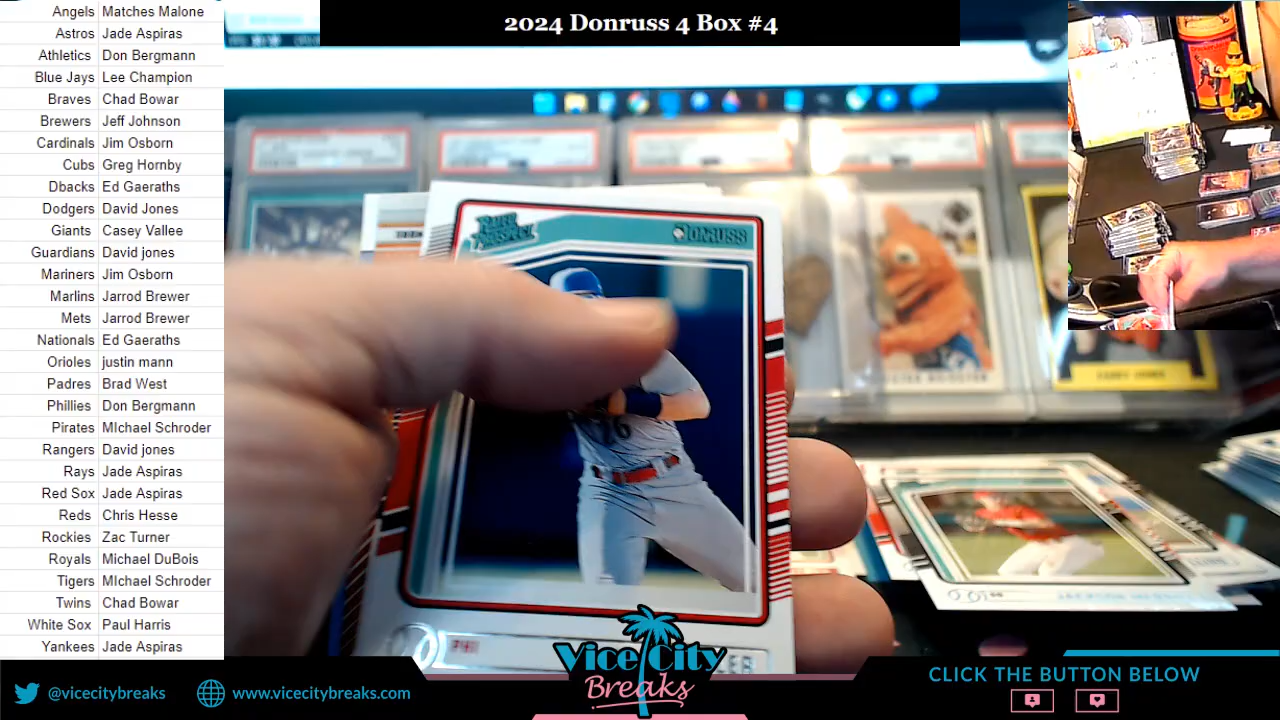 2024 Donruss 4 Box #4
Angels Matches Malone
Astros Jade Aspiras
Athletics Don Bergmann
Blue Jays Lee Champion
Braves Chad Bowar
Brewers Jeff Johnson
Cardinals Jim Osborn
Cubs Greg Hornby
Dbacks Ed Gaeraths
Dodgers David Jones
Giants Casey Vallee
Guardians David jones
Mariners Jim Osborn
Marlins Jarrod Brewer
Mets Jarrod Brewer
Nationals Ed Gaeraths
Orioles justin mann
Padres Brad West
Phillies Don Bergmann
Pirates MIchael Schroder
Rangers David jones
Rays Jade Aspiras
Red Sox Jade Aspiras
Reds Chris Hesse
Rockies Zac Turner
Royals Michael DuBois
Tigers MIchael Schroder
Twins Chad Bowar
White Sox Paul Harris
Yankees Jade Aspiras
RATED PROSPECT
DONRUSS
PHI
Vice City
Breaks
@vicecitybreaks
www.vicecitybreaks.com
CLICK THE BUTTON BELOW